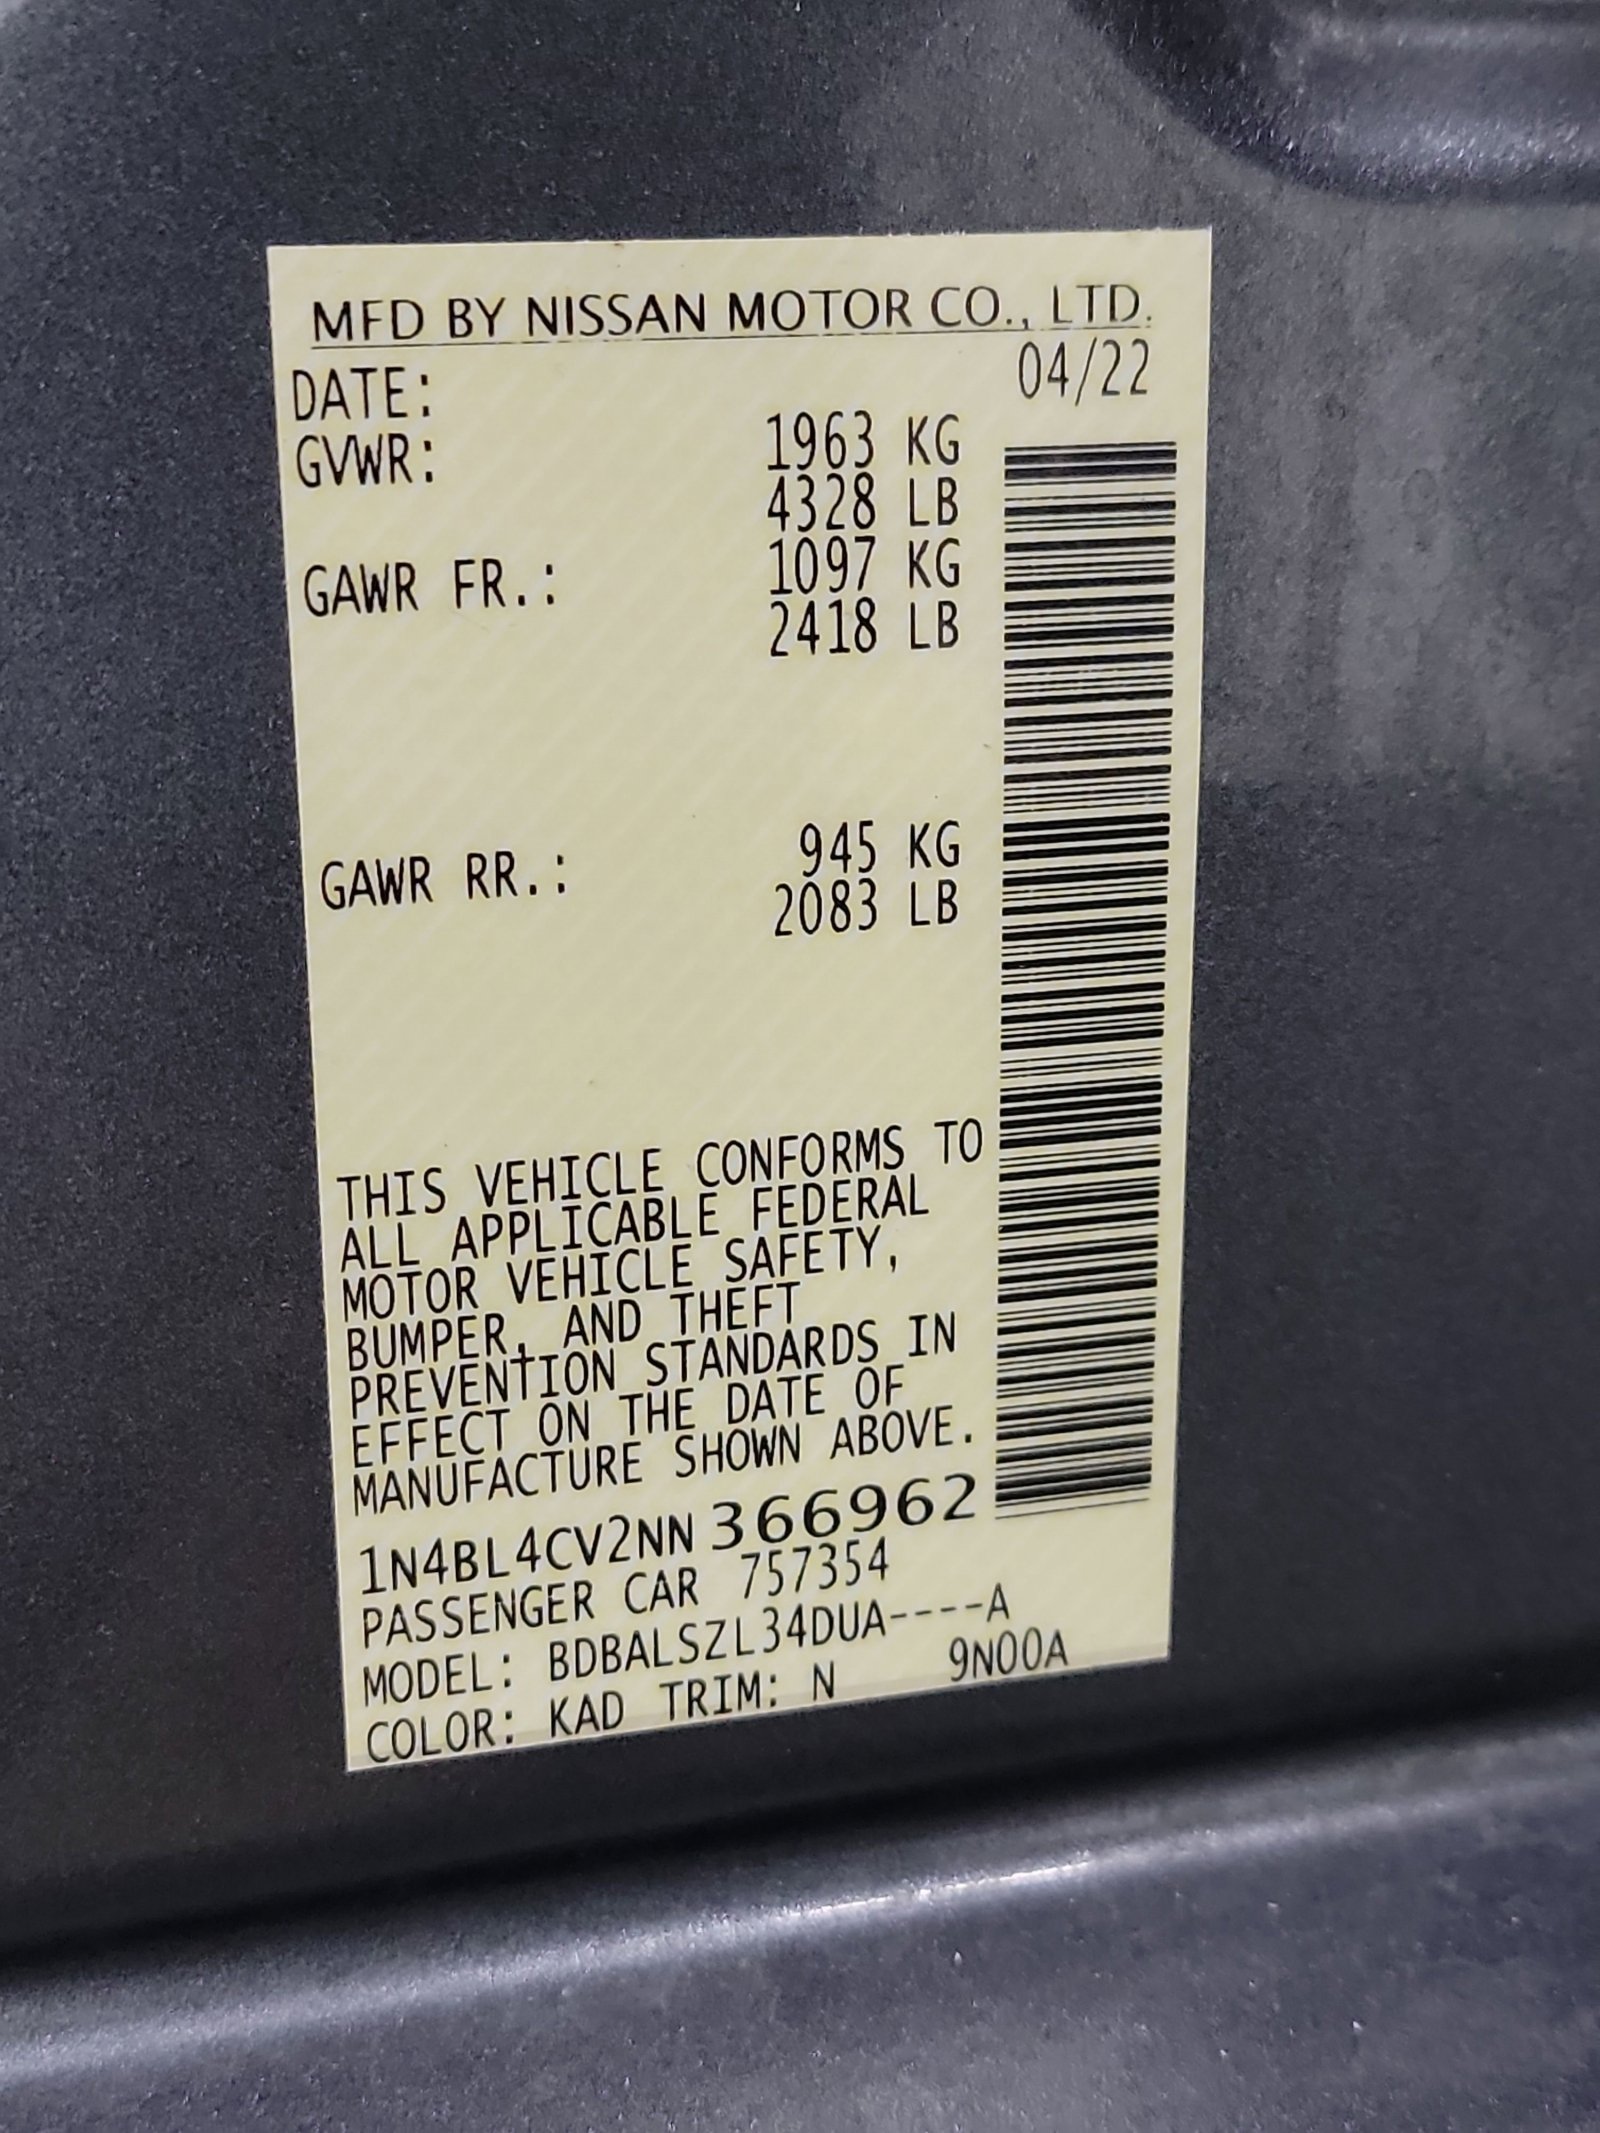 MFD BY NISSAN MOTOR CO., LTD.
DATE: 04/22
GVWR: 1963 KG
4328 LB
GAWR FR.: 1097 KG
2418 LB
GAWR RR.: 945 KG
2083 LB
THIS VEHICLE CONFORMS TO
ALL APPLICABLE FEDERAL
MOTOR VEHICLE SAFETY,
BUMPER, AND THEFT
PREVENTION STANDARDS IN
EFFECT ON THE DATE OF
MANUFACTURE SHOWN ABOVE.
1N4BL4CV2NN366962
PASSENGER CAR 757354
MODEL: BDBALSZL34DUA----A
COLOR: KAD TRIM: N 9N00A